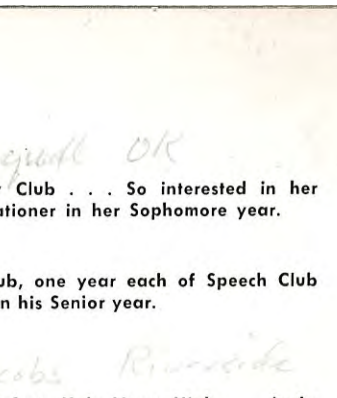 OK
Club . . . So interested in her
ationer in her Sophomore year.
ub, one year each of Speech Club
n his Senior year.
cobs Riverside